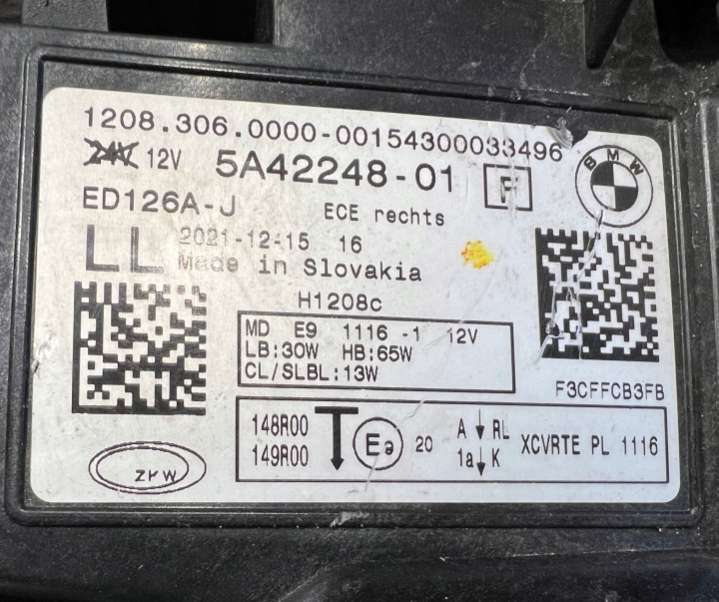 1208.306.0000-00154300033496
24V 12V 5A42248-01 F
BMW
ED126A-J ECE rechts
LL 2021-12-15 16
Made in Slovakia
H1208c
MD E9 1116 -1 12V
LB:30W HB:65W
CL/SLBL:13W
F3CFFCB3FB
148R00
149R00
E9 20 A ↓ RL
1a↓ K
XCVRTE PL 1116
ZKW